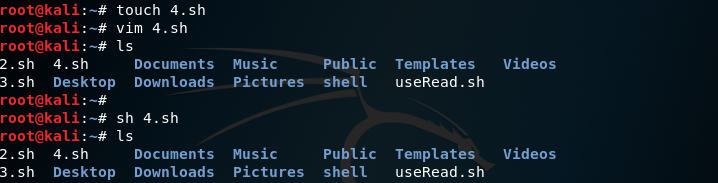 root@kali:~# touch 4.sh
root@kali:~# vim 4.sh
root@kali:~# ls
2.sh  4.sh     Documents  Music     Public  Templates    Videos
3.sh  Desktop  Downloads  Pictures  shell   useRead.sh
root@kali:~#
root@kali:~# sh 4.sh
root@kali:~# ls
2.sh  4.sh     Documents  Music     Public  Templates    Videos
3.sh  Desktop  Downloads  Pictures  shell   useRead.sh